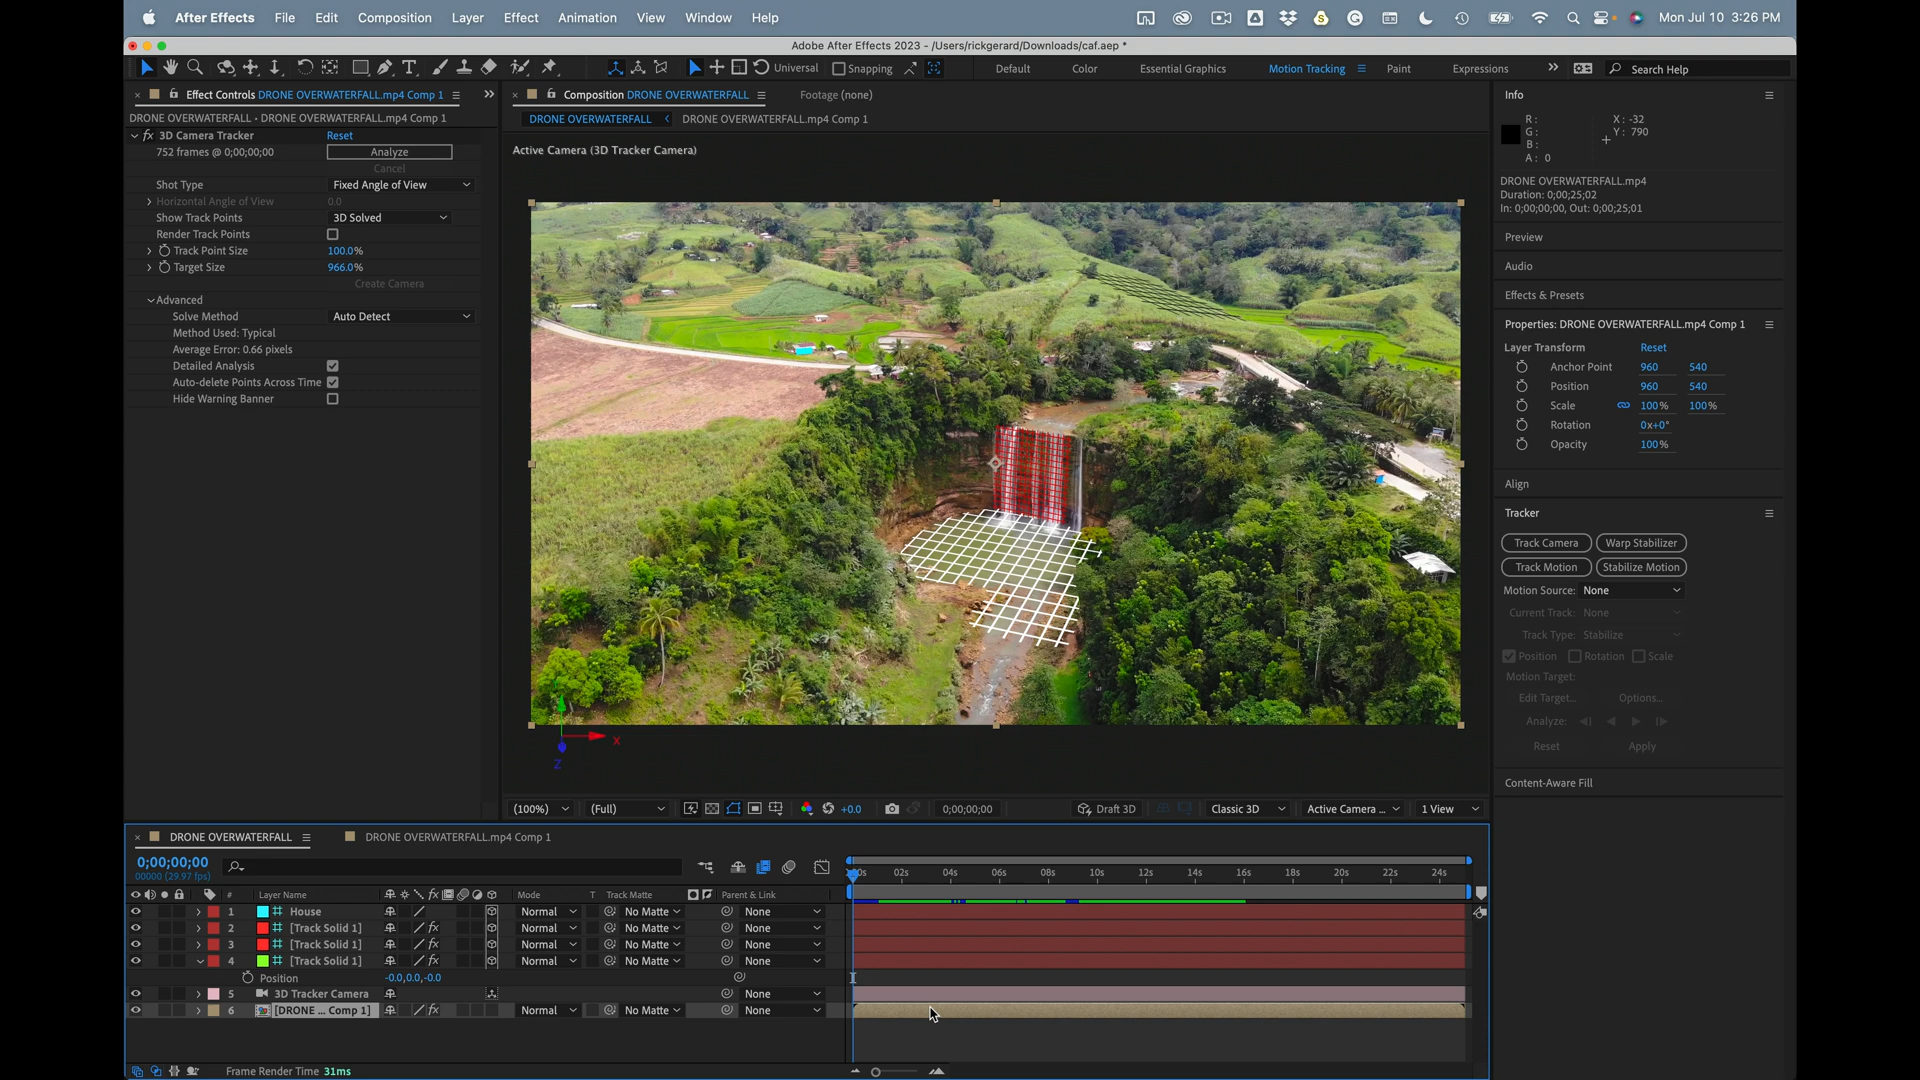 After Effects File Edit Composition Layer Effect Animation View Window Help Mon Jul 10 3:26 PM
Adobe After Effects 2023 - /Users/rickgerard/Downloads/caf.aep *
Universal Snapping Default Color Essential Graphics Motion Tracking Paint Expressions Search Help
Effect Controls DRONE OVERWATERFALL.mp4 Comp 1
DRONE OVERWATERFALL • DRONE OVERWATERFALL.mp4 Comp 1
fx 3D Camera Tracker Reset
752 frames @ 0;00;00;00 Analyze
Cancel
Shot Type Fixed Angle of View
Horizontal Angle of View 0.0
Show Track Points 3D Solved
Render Track Points
Track Point Size 100.0%
Target Size 966.0%
Create Camera
Advanced
Solve Method Auto Detect
Method Used: Typical
Average Error: 0.66 pixels
Detailed Analysis
Auto-delete Points Across Time
Hide Warning Banner
Composition DRONE OVERWATERFALL Footage (none)
DRONE OVERWATERFALL DRONE OVERWATERFALL.mp4 Comp 1
Active Camera (3D Tracker Camera)
X
Z
(100%) (Full) +0.0 0;00;00;00 Draft 3D Classic 3D Active Camera ... 1 View
Info
R: X: -32
G: Y: 790
B:
A: 0
DRONE OVERWATERFALL.mp4
Duration: 0;00;25;02
In: 0;00;00;00, Out: 0;00;25;01
Preview
Audio
Effects & Presets
Properties: DRONE OVERWATERFALL.mp4 Comp 1
Layer Transform Reset
Anchor Point 960 540
Position 960 540
Scale 100% 100%
Rotation 0x+0°
Opacity 100%
Align
Tracker
Track Camera Warp Stabilizer
Track Motion Stabilize Motion
Motion Source: None
Current Track: None
Track Type: Stabilize
Position Rotation Scale
Motion Target:
Edit Target... Options...
Analyze:
Reset Apply
Content-Aware Fill
DRONE OVERWATERFALL DRONE OVERWATERFALL.mp4 Comp 1
0;00;00;00
00000 (29.97 fps)
02s 04s 06s 08s 10s 12s 14s 16s 18s 20s 22s 24s
# Layer Name fx Mode T Track Matte Parent & Link
1 House Normal No Matte None
2 [Track Solid 1] fx Normal No Matte None
3 [Track Solid 1] fx Normal No Matte None
4 [Track Solid 1] fx Normal No Matte None
Position -0.0,0.0,-0.0
5 3D Tracker Camera None
6 [DRONE ... Comp 1] fx Normal No Matte None
Frame Render Time 31ms